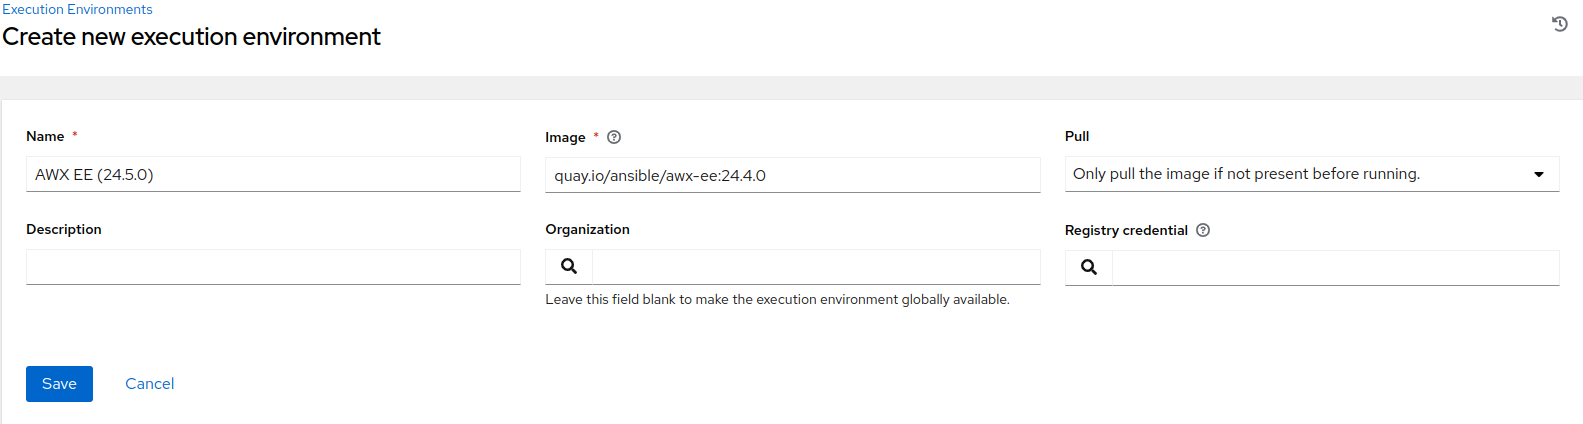 Execution Environments
Create new execution environment
Name *
Image *
Pull
AWX EE (24.5.0)
quay.io/ansible/awx-ee:24.4.0
Only pull the image if not present before running.
Description
Organization
Registry credential
Leave this field blank to make the execution environment globally available.
Save
Cancel